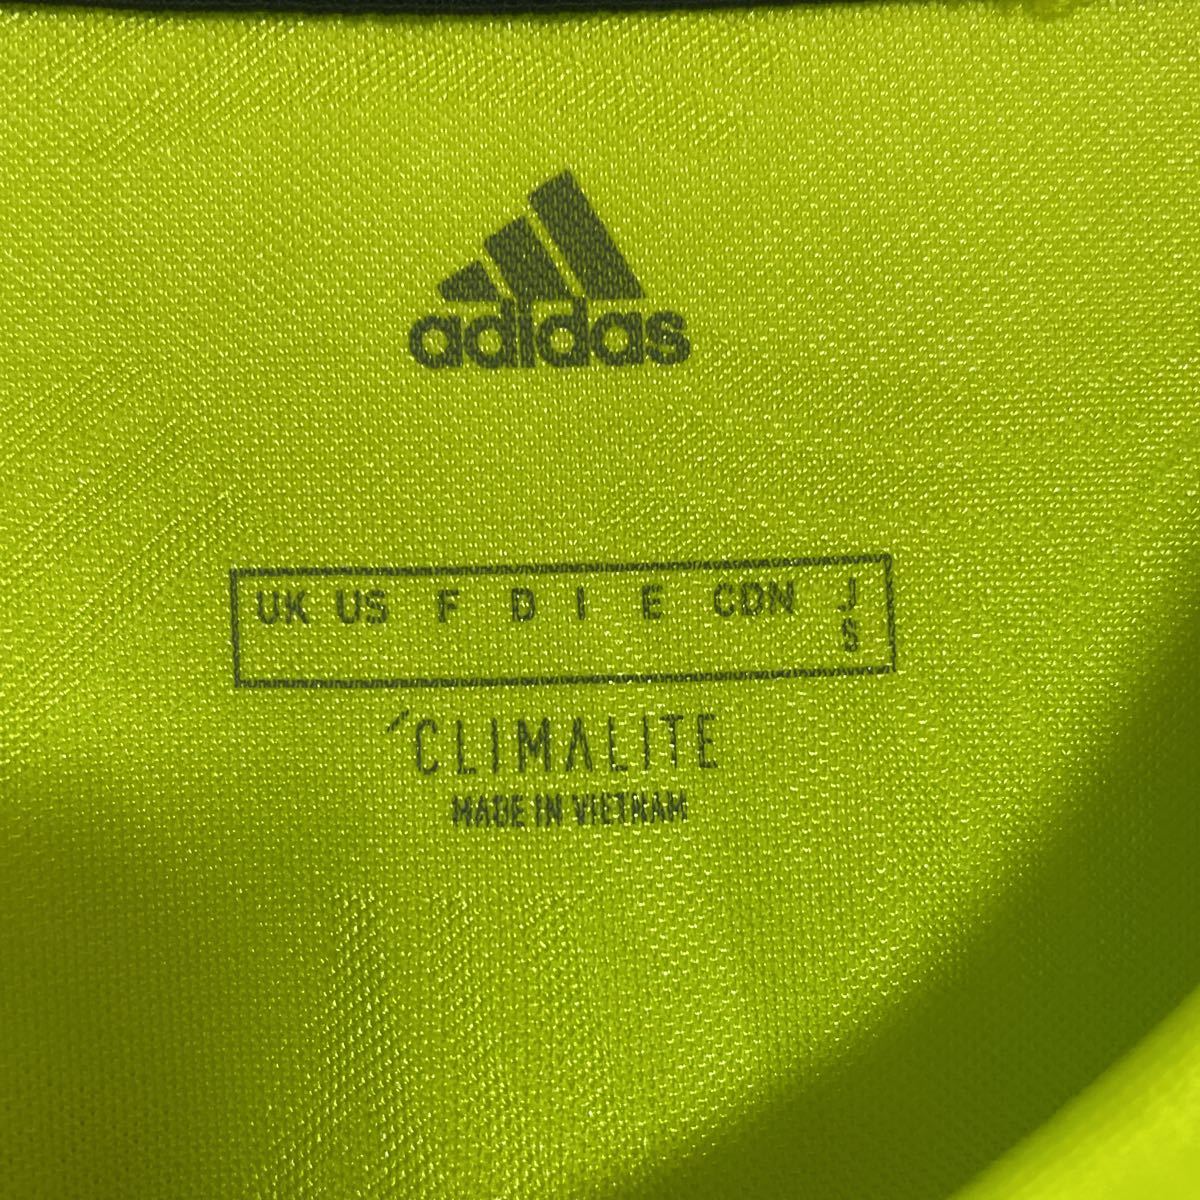 adidas
UK US F D I E CDN J
S
CLIMALITE
MADE IN VIETNAM